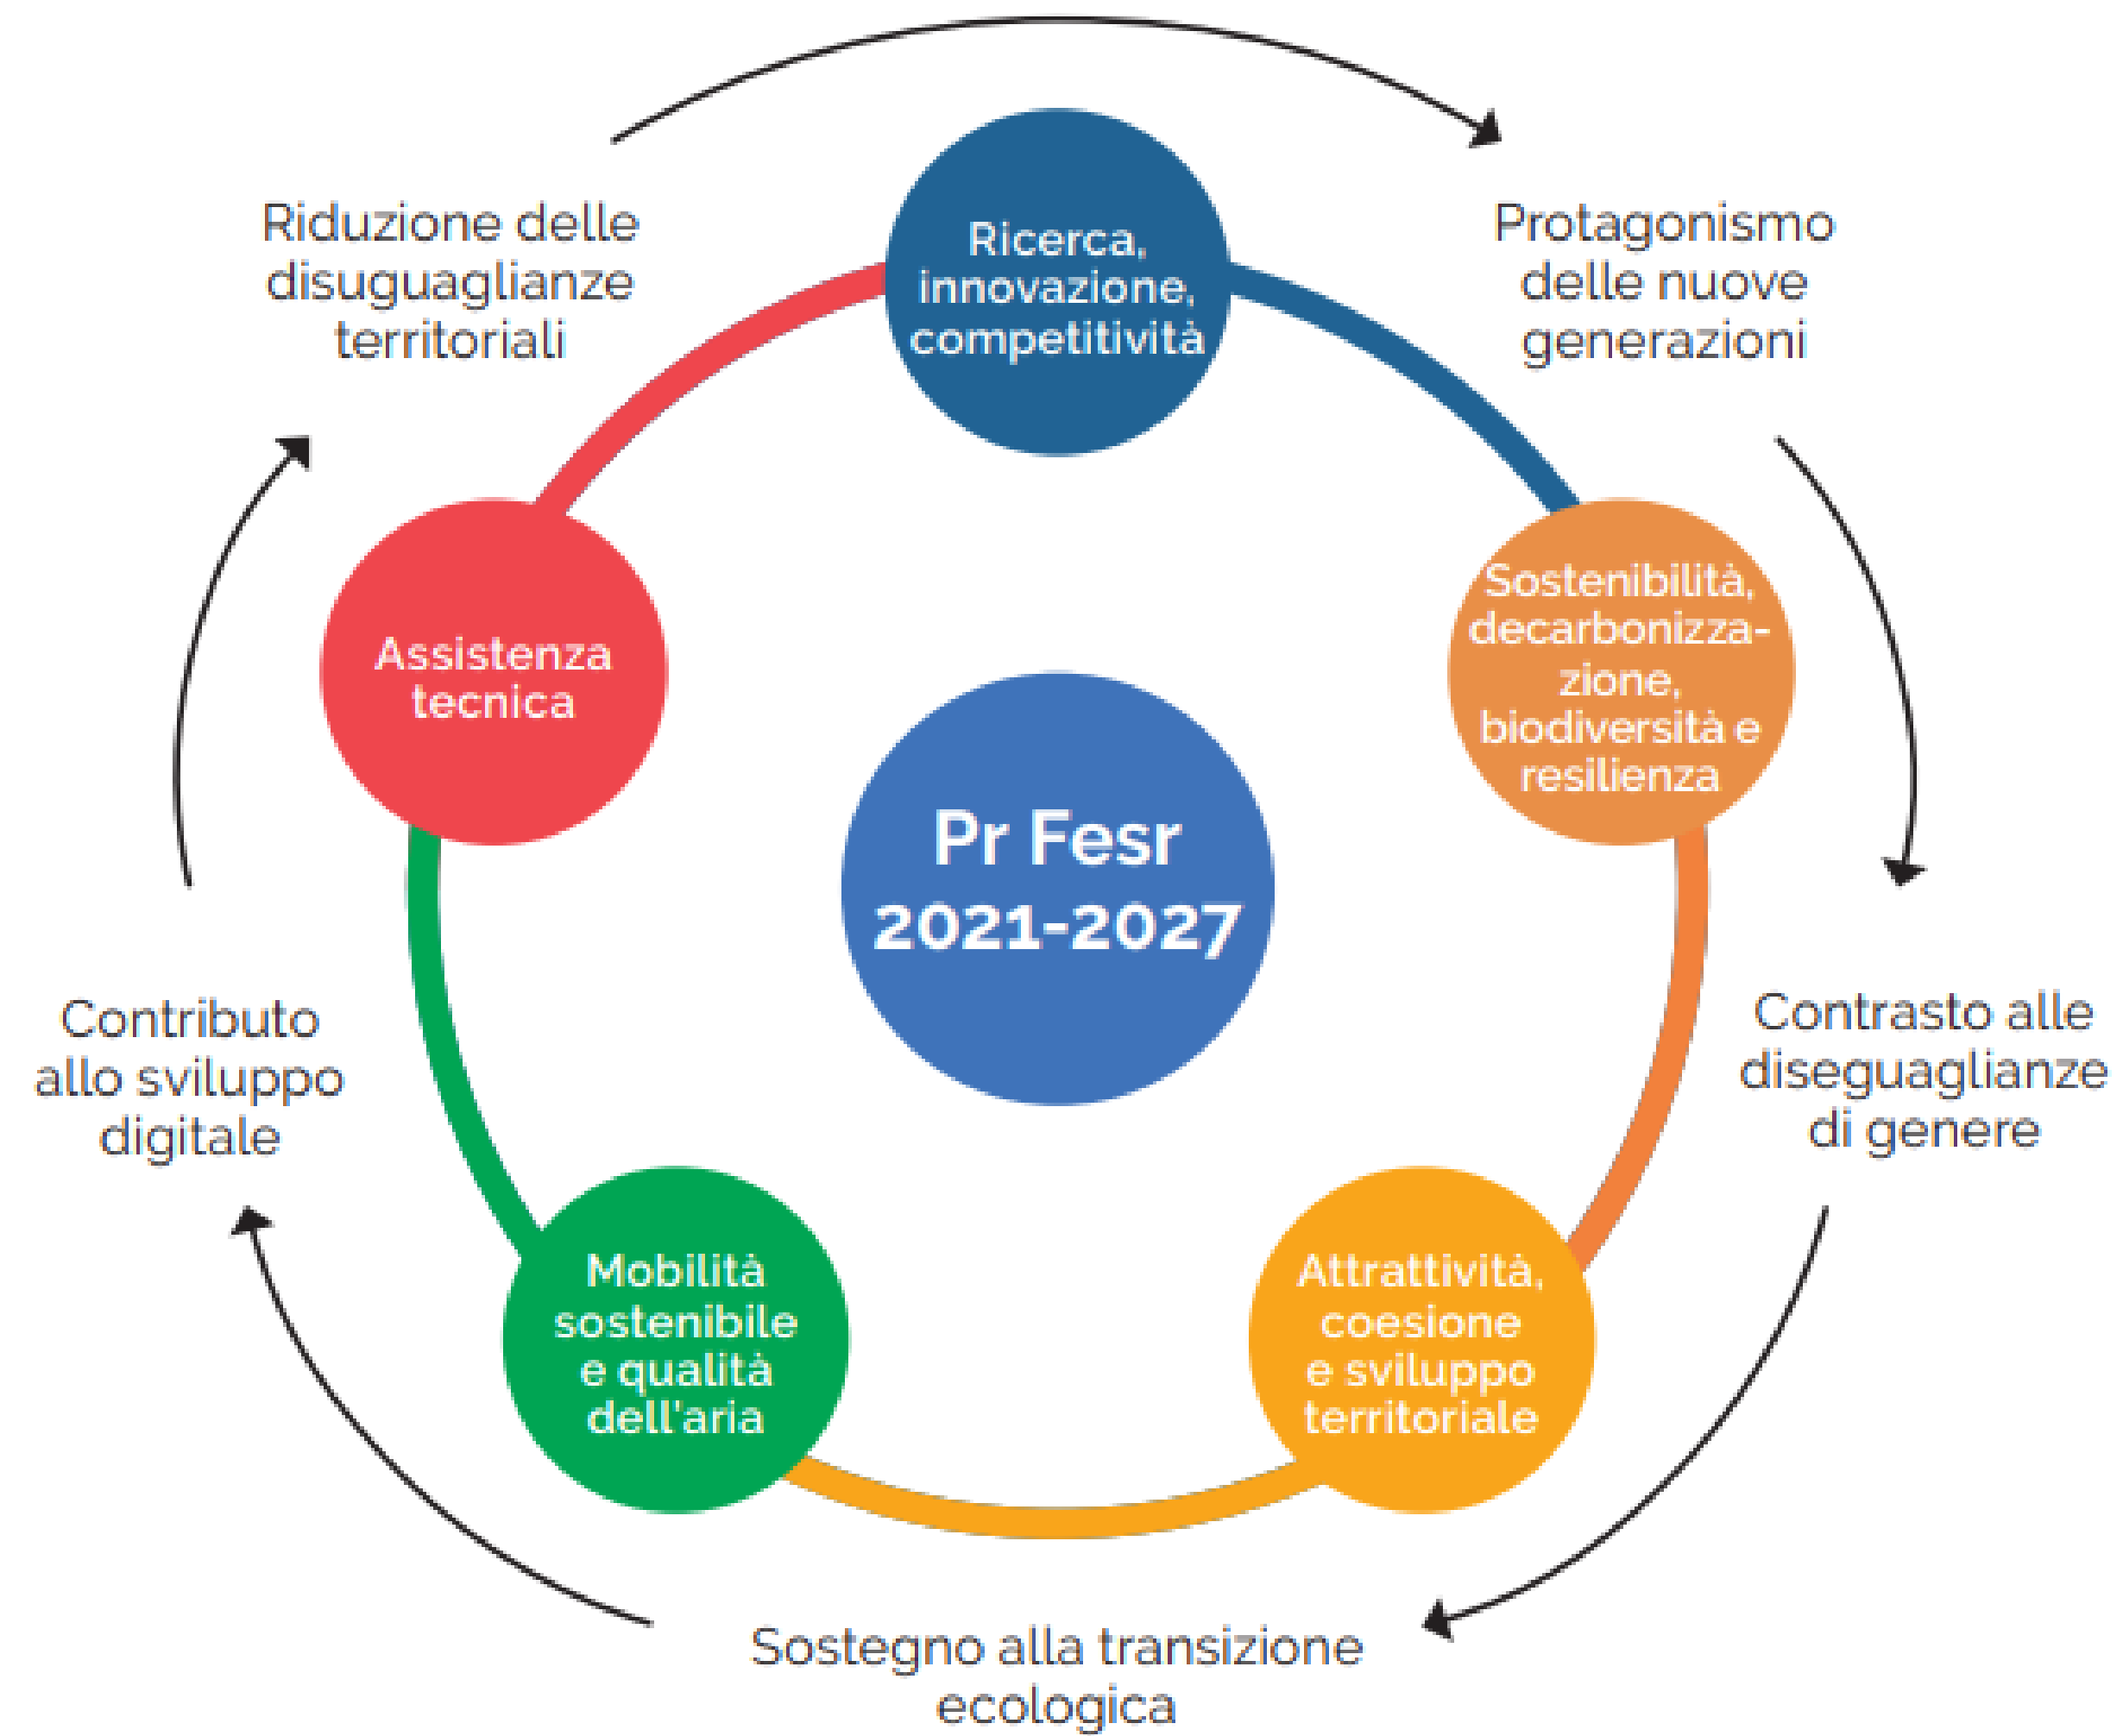 Riduzione delle
disuguaglianze
territoriali
Ricerca,
innovazione,
competitività
Protagonismo
delle nuove
generazioni
Assistenza
tecnica
Sostenibilità,
decarbonizza-
zione,
biodiversità e
resilienza
Pr Fesr
2021-2027
Contributo
allo sviluppo
digitale
Contrasto alle
diseguaglianze
di genere
Mobilità
sostenibile
e qualità
dell'aria
Attrattività,
coesione
e sviluppo
territoriale
Sostegno alla transizione
ecologica